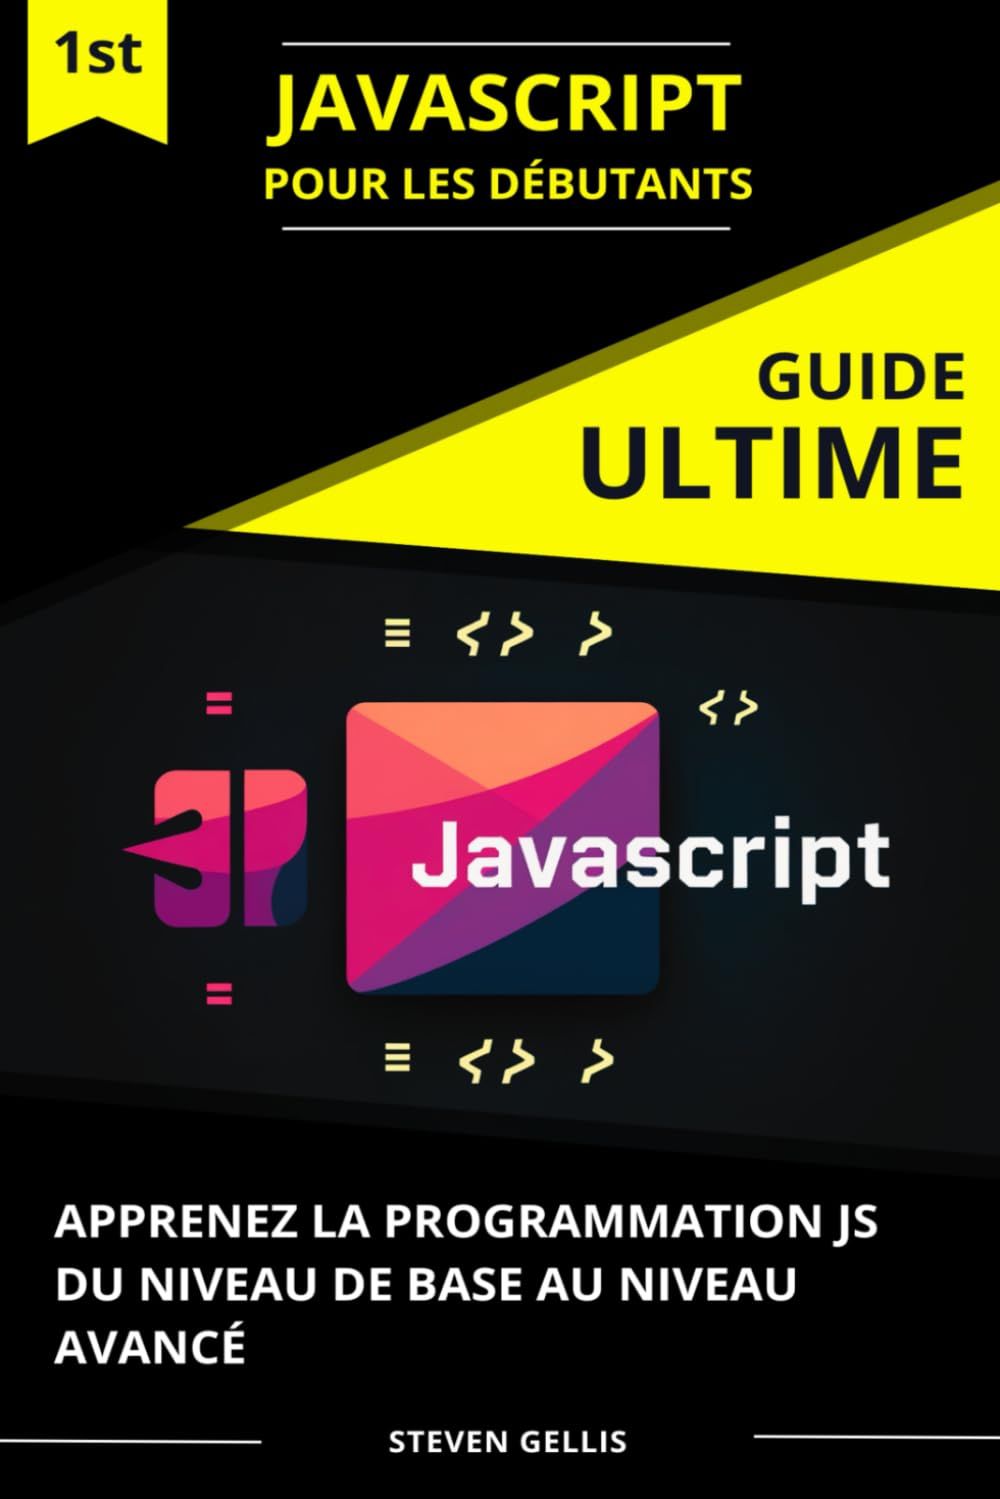 1st
JAVASCRIPT
POUR LES DÉBUTANTS
GUIDE
ULTIME
≡ <> >
=
<>
Javascript
=
≡ <> >
APPRENEZ LA PROGRAMMATION JS
DU NIVEAU DE BASE AU NIVEAU
AVANCÉ
STEVEN GELLIS